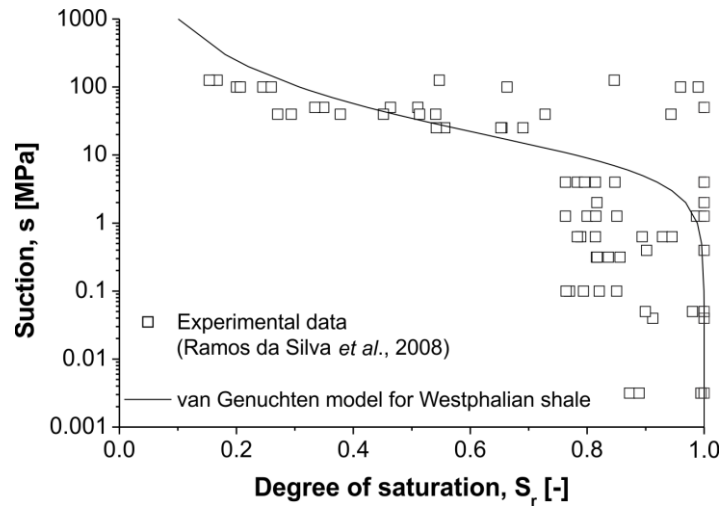 1000
100
10
1
0.1
0.01
0.001
Suction, s [MPa]
Experimental data
(Ramos da Silva et al., 2008)
van Genuchten model for Westphalian shale
0.0
0.2
0.4
0.6
0.8
1.0
Degree of saturation, Sr [-]